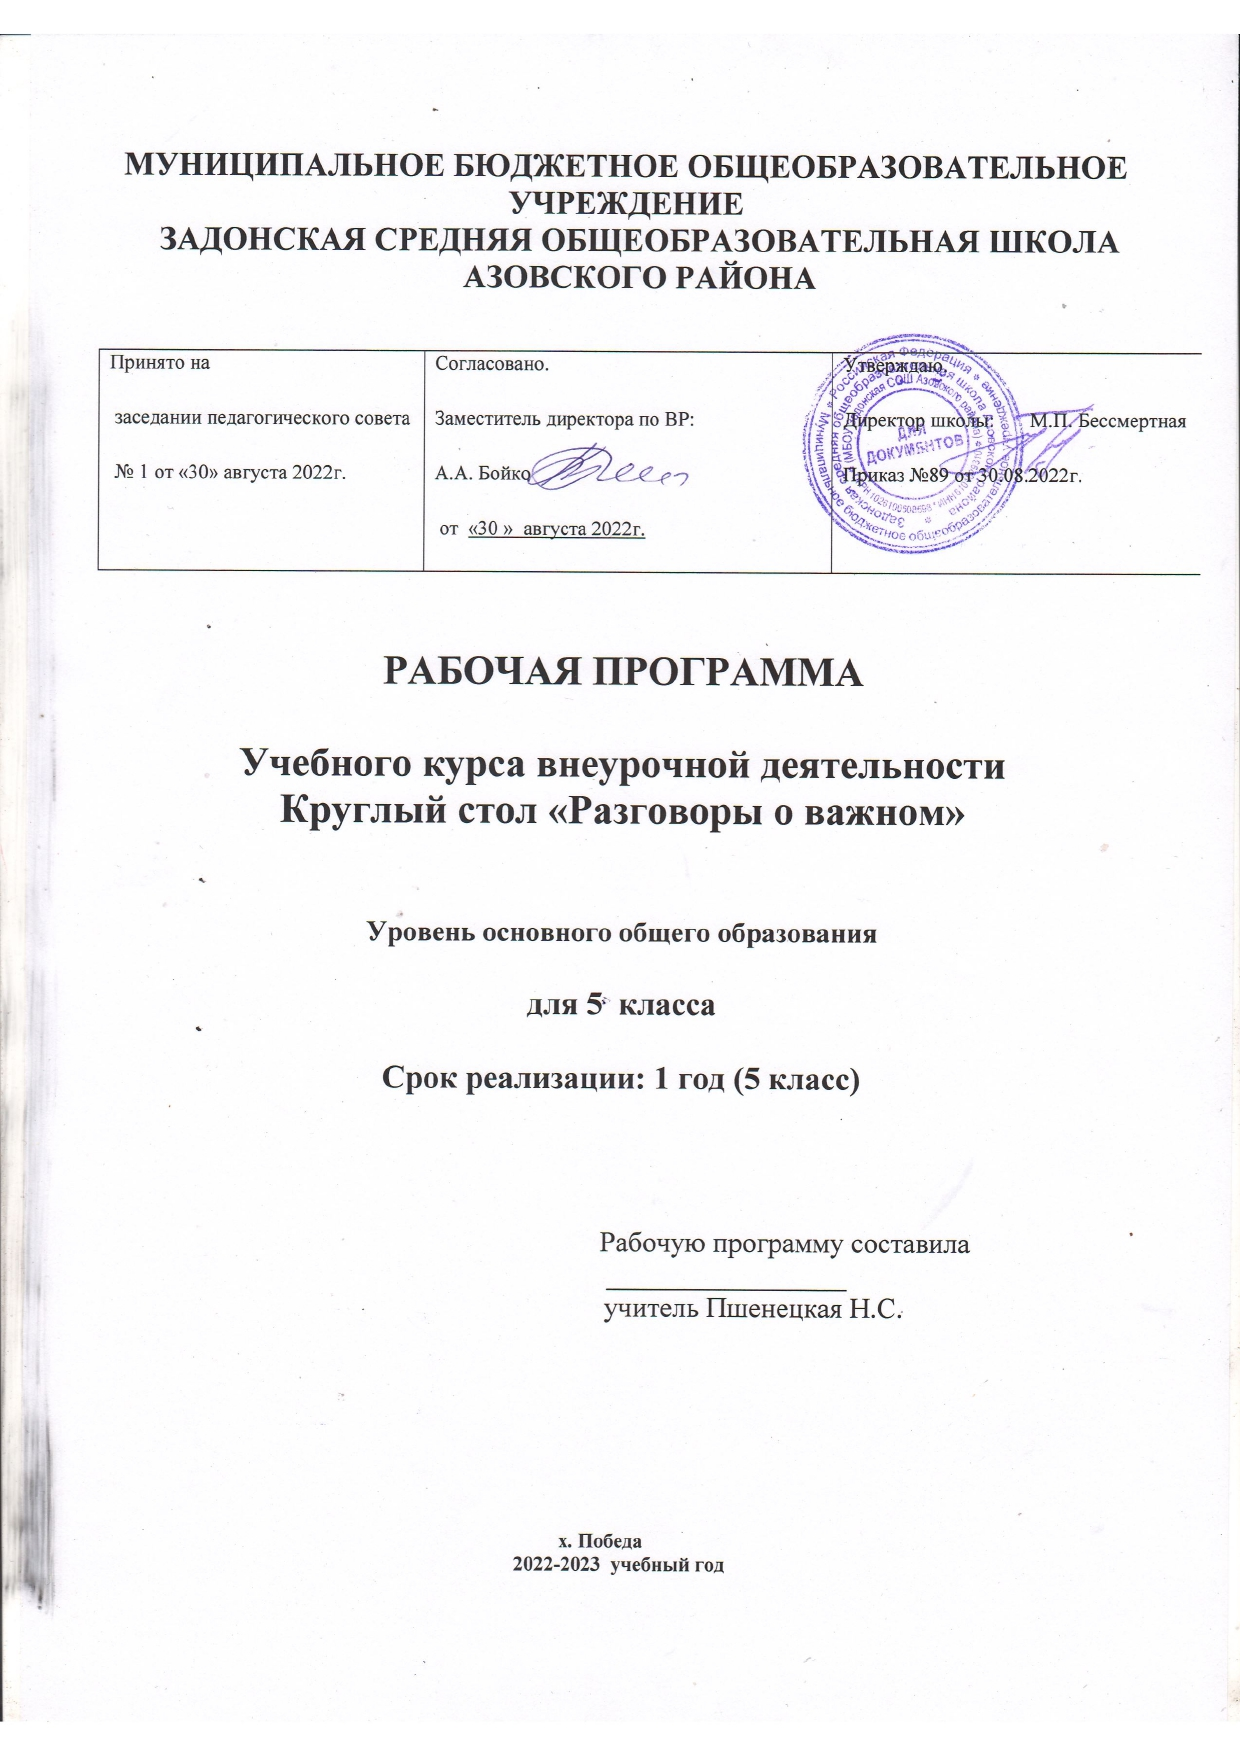 МУНИЦИПАЛЬНОЕ БЮДЖЕТНОЕ ОБЩЕОБРАЗОВАТЕЛЬНОЕ
УЧРЕЖДЕНИЕ
ЗАДОНСКАЯ СРЕДНЯЯ ОБЩЕОБРАЗОВАТЕЛЬНАЯ ШКОЛА
АЗОВСКОГО РАЙОНА
Принято на
заседании педагогического совета
№ 1 от «30» августа 2022г.
Согласовано.
Заместитель директора по ВР:
А.А. Бойко
от «30 » августа 2022г.
Утверждаю.
Директор школы: М.П. Бессмертная
Приказ №89 от 30.08.2022г.
ДЛЯ
ДОКУМЕНТОВ
РАБОЧАЯ ПРОГРАММА
Учебного курса внеурочной деятельности
Круглый стол «Разговоры о важном»
Уровень основного общего образования
для 5 класса
Срок реализации: 1 год (5 класс)
Рабочую программу составила
учитель Пшенецкая Н.С.
х. Победа
2022-2023 учебный год